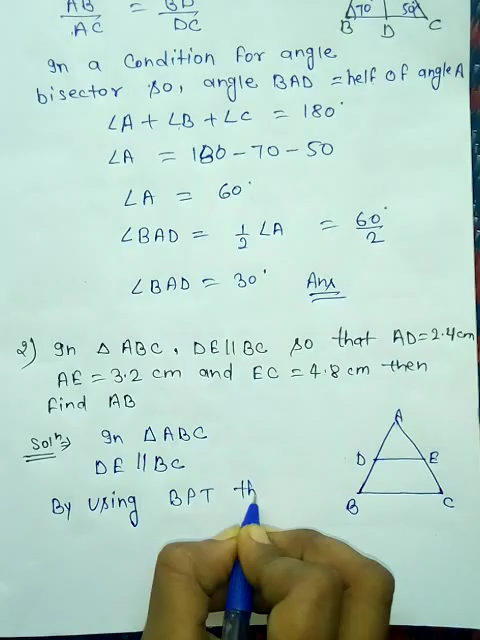 AB/AC = BD/DC
70° 50°
B D C
In a condition for angle
bisector so, angle BAD = helf of angle A
∠A + ∠B + ∠C = 180°
∠A = 180 - 70 - 50
∠A = 60°
∠BAD = 1/2 ∠A = 60°/2
∠BAD = 30° Ans
2) In △ ABC, DE || BC so that AD = 2.4 cm
AE = 3.2 cm and EC = 4.8 cm then
find AB
Solⁿ⇒ In △ABC
DE || BC
By using BPT th
A
D E
B C